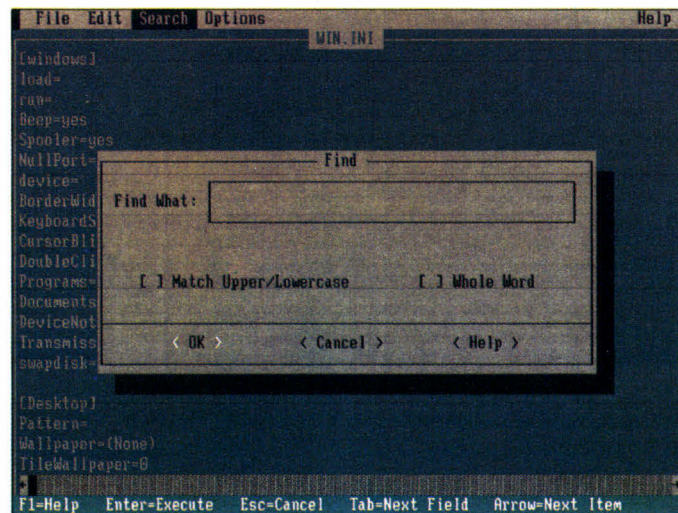 File Edit Search Options Help
WIN.INI
[windows]
load=
run=
Beep=yes
Spooler=yes
NullPort=
device=
BorderWid
KeyboardS
CursorBli
DoubleCli
Programs=
Documents
DeviceNot
Transmiss
swapdisk=
Find
Find What:
[ ] Match Upper/Lowercase [ ] Whole Word
< OK > < Cancel > < Help >
[Desktop]
Pattern=
Wallpaper=(None)
TileWallpaper=0
F1=Help Enter=Execute Esc=Cancel Tab=Next Field Arrow=Next Item